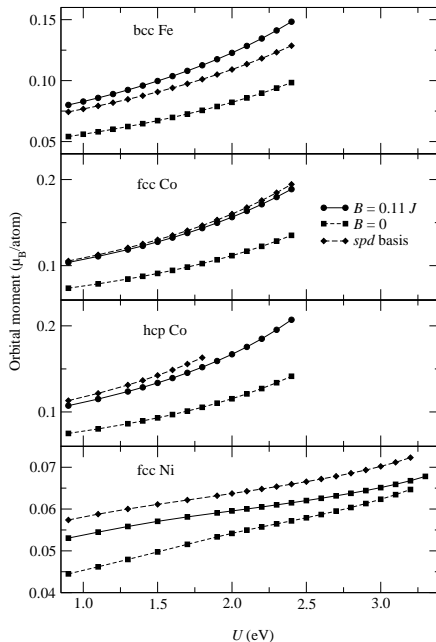 bcc Fe
0.15
0.10
0.05
fcc Co
0.2
0.1
B = 0.11 J
B = 0
spd basis
Orbital moment (μB/atom)
hcp Co
0.2
0.1
fcc Ni
0.07
0.06
0.05
0.04
1.0 1.5 2.0 2.5 3.0
U (eV)